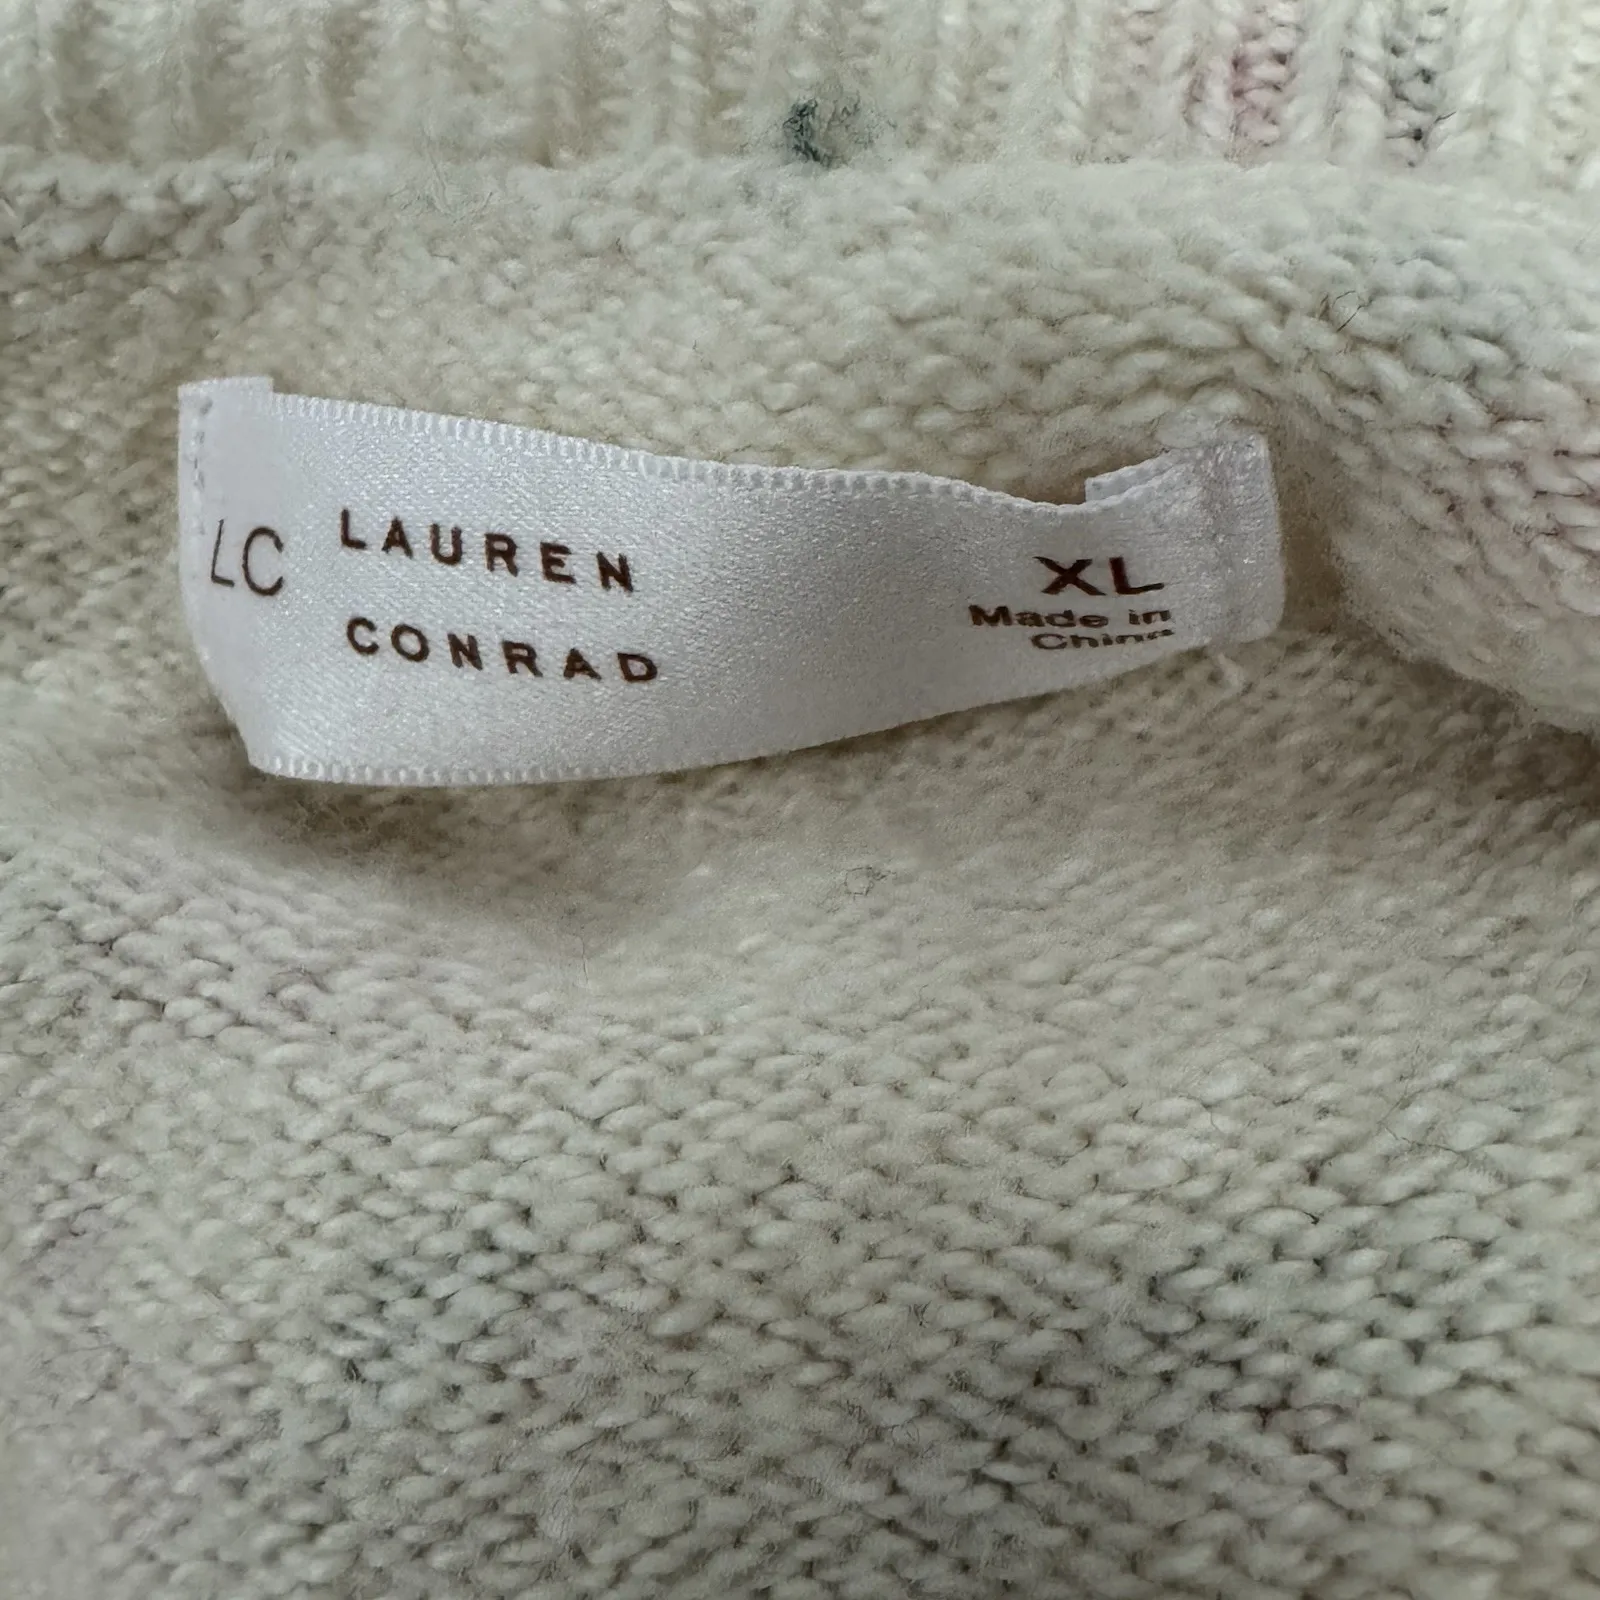 LC LAUREN
CONRAD
XL
Made in
China